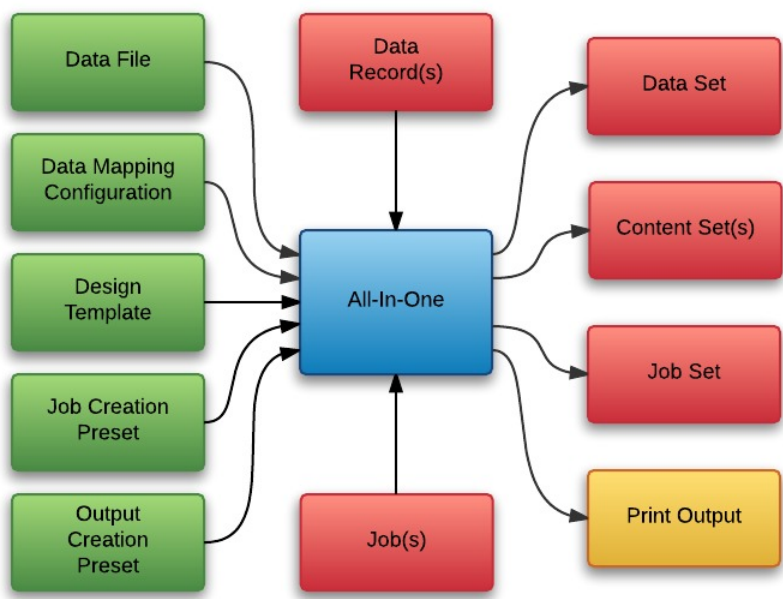 Data File
Data Mapping
Configuration
Design
Template
Job Creation
Preset
Output
Creation
Preset
Data
Record(s)
All-In-One
Job(s)
Data Set
Content Set(s)
Job Set
Print Output